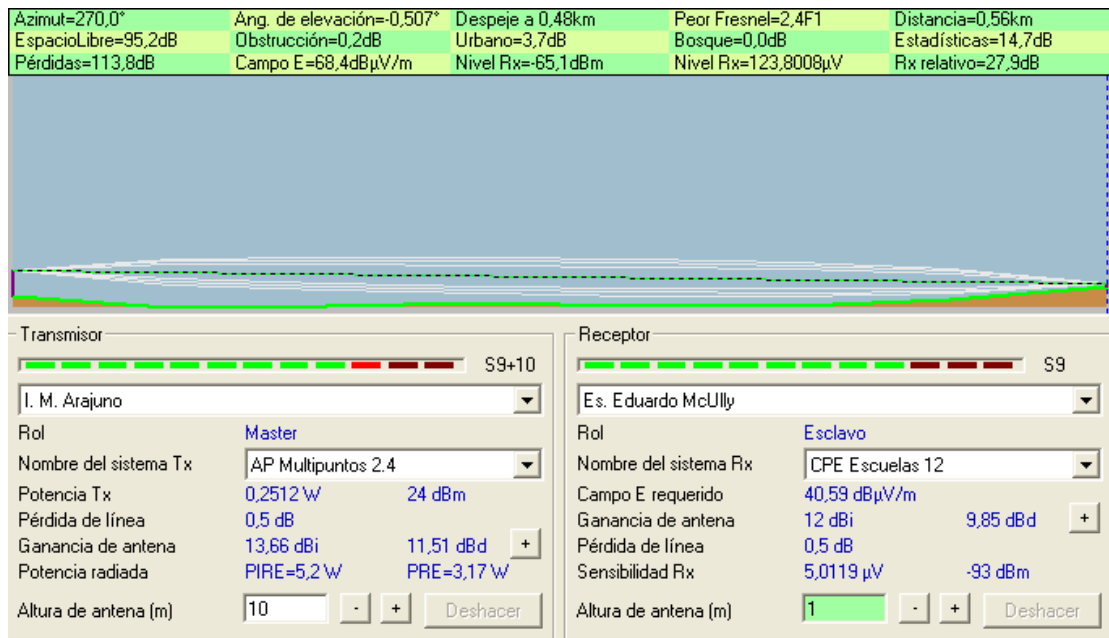 Azimut=270,0° Ang. de elevación=-0,507° Despeje a 0,48km Peor Fresnel=2,4F1 Distancia=0,56km
EspacioLibre=95,2dB Obstrucción=0,2dB Urbano=3,7dB Bosque=0,0dB Estadísticas=14,7dB
Pérdidas=113,8dB Campo E=68,4dBµV/m Nivel Rx=-65,1dBm Nivel Rx=123,8008µV Rx relativo=27,9dB
Transmisor
S9+10
I. M. Arajuno
Rol Master
Nombre del sistema Tx AP Multipuntos 2.4
Potencia Tx 0,2512 W 24 dBm
Pérdida de línea 0,5 dB
Ganancia de antena 13,66 dBi 11,51 dBd +
Potencia radiada PIRE=5,2 W PRE=3,17 W
Altura de antena (m) 10 - + Deshacer
Receptor
S9
Es. Eduardo McUlly
Rol Esclavo
Nombre del sistema Rx CPE Escuelas 12
Campo E requerido 40,59 dBµV/m
Ganancia de antena 12 dBi 9,85 dBd +
Pérdida de línea 0,5 dB
Sensibilidad Rx 5,0119 µV -93 dBm
Altura de antena (m) 1 - + Deshacer